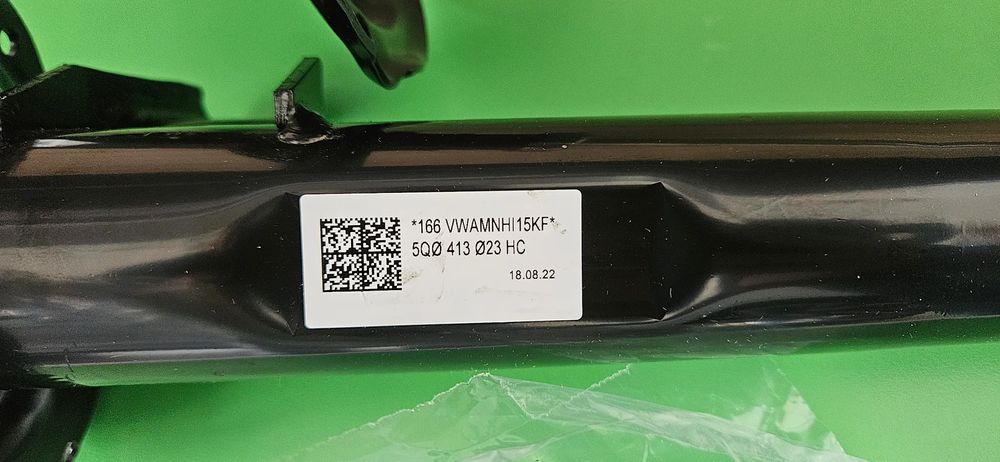 *166 VWAMNHI15KF*
5QØ 413 Ø23 HC
18.08.22